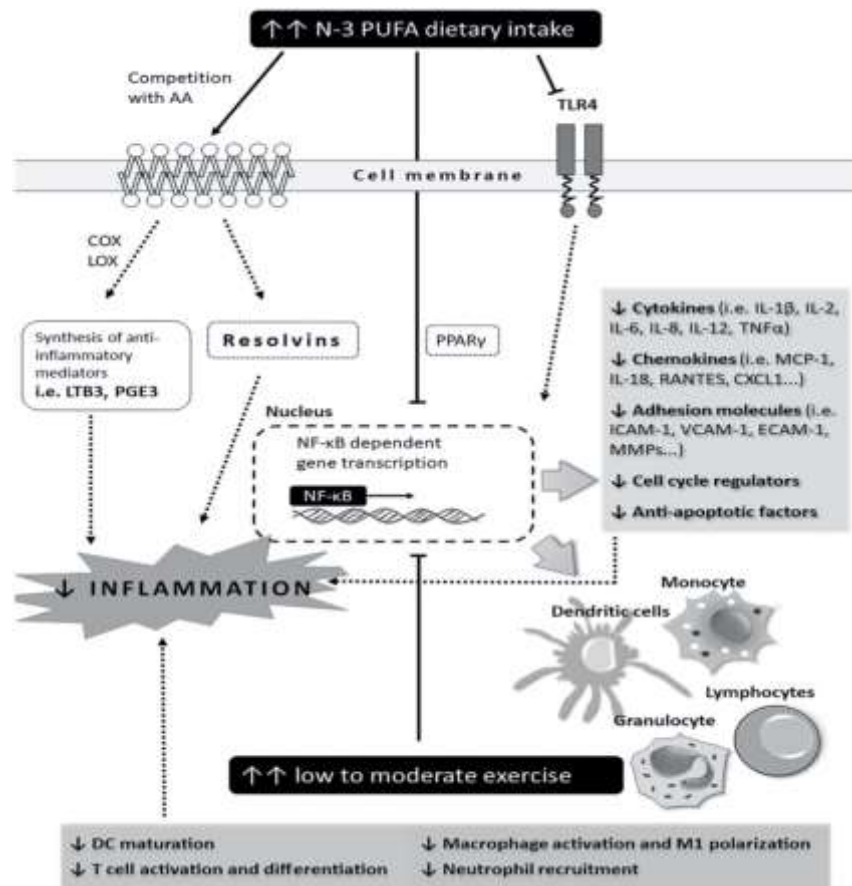 ↑↑ N-3 PUFA dietary intake
Competition
with AA
TLR4
Cell membrane
COX
LOX
Synthesis of anti-
inflammatory
mediators
i.e. LTB3, PGE3
Resolvins
PPARγ
↓ Cytokines (i.e. IL-1β, IL-2,
IL-6, IL-8, IL-12, TNFα)
↓ Chemokines (i.e. MCP-1,
IL-18, RANTES, CXCL1...)
↓ Adhesion molecules (i.e.
ICAM-1, VCAM-1, ECAM-1,
MMPs...)
↓ Cell cycle regulators
↓ Anti-apoptotic factors
Nucleus
NF-κB dependent
gene transcription
NF-κB
↓ INFLAMMATION
Monocyte
Dendritic cells
Lymphocytes
Granulocyte
↑↑ low to moderate exercise
↓ DC maturation
↓ Macrophage activation and M1 polarization
↓ T cell activation and differentiation
↓ Neutrophil recruitment